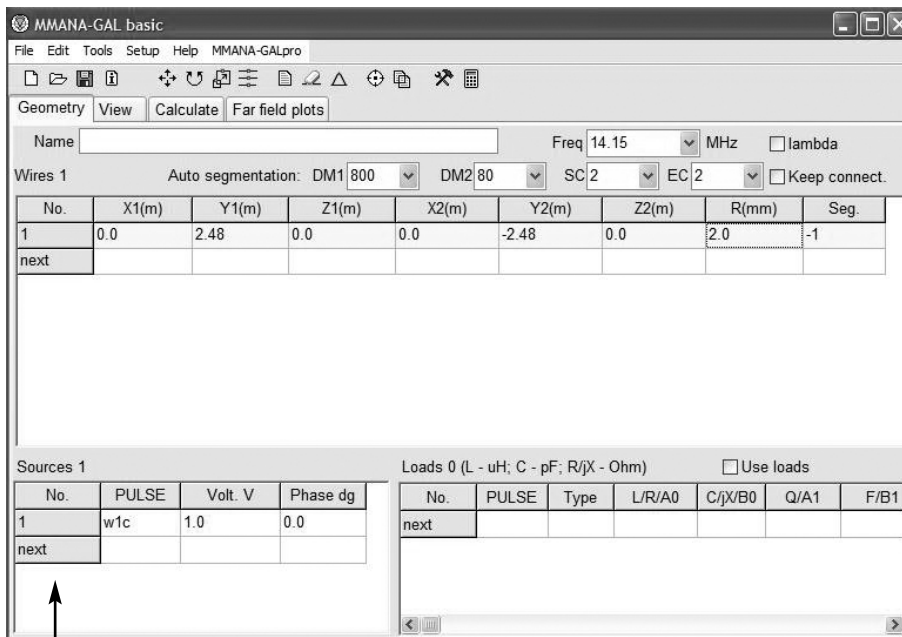 MMANA-GAL basic
File Edit Tools Setup Help MMANA-GALpro
Geometry View Calculate Far field plots
Name Freq 14.15 MHz lambda
Wires 1 Auto segmentation: DM1 800 DM2 80 SC 2 EC 2 Keep connect.
No. X1(m) Y1(m) Z1(m) X2(m) Y2(m) Z2(m) R(mm) Seg.
1 0.0 2.48 0.0 0.0 -2.48 0.0 2.0 -1
next
Sources 1 Loads 0 (L - uH; C - pF; R/jX - Ohm) Use loads
No. PULSE Volt. V Phase dg No. PULSE Type L/R/A0 C/jX/B0 Q/A1 F/B1
1 w1c 1.0 0.0 next
next